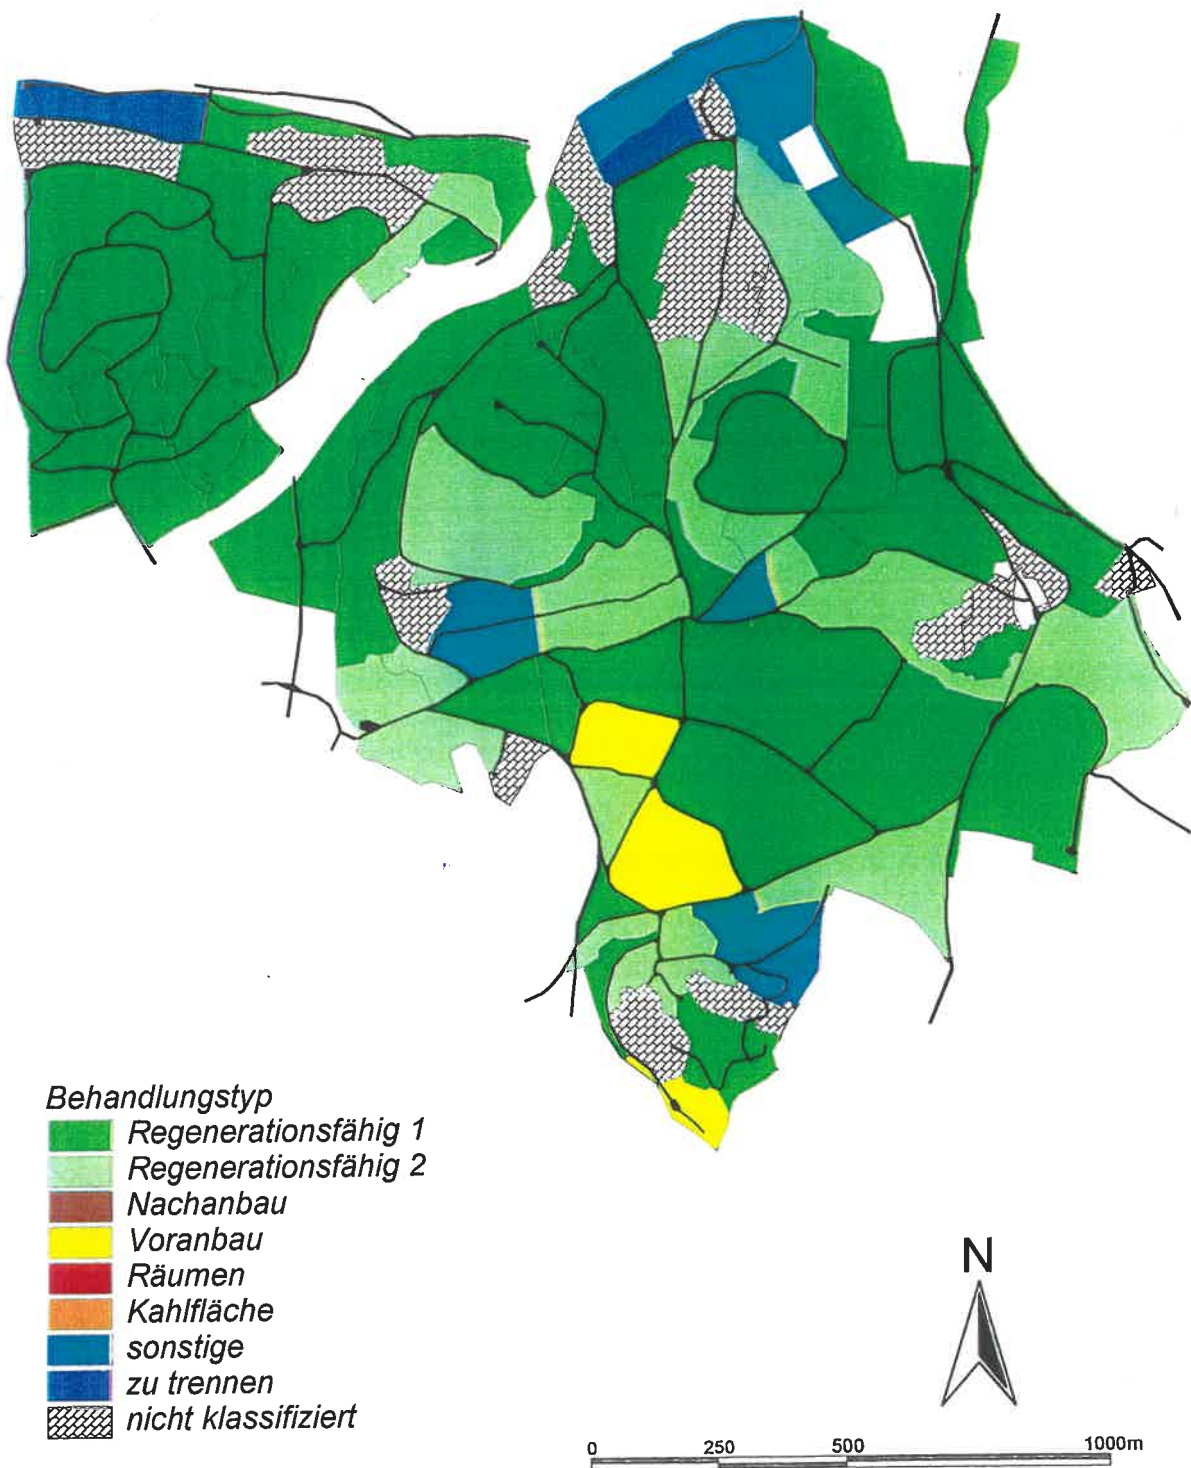 Behandlungstyp
Regenerationsfähig 1
Regenerationsfähig 2
Nachanbau
Voranbau
Räumen
Kahlfläche
sonstige
zu trennen
nicht klassifiziert
N
0 250 500 1000m